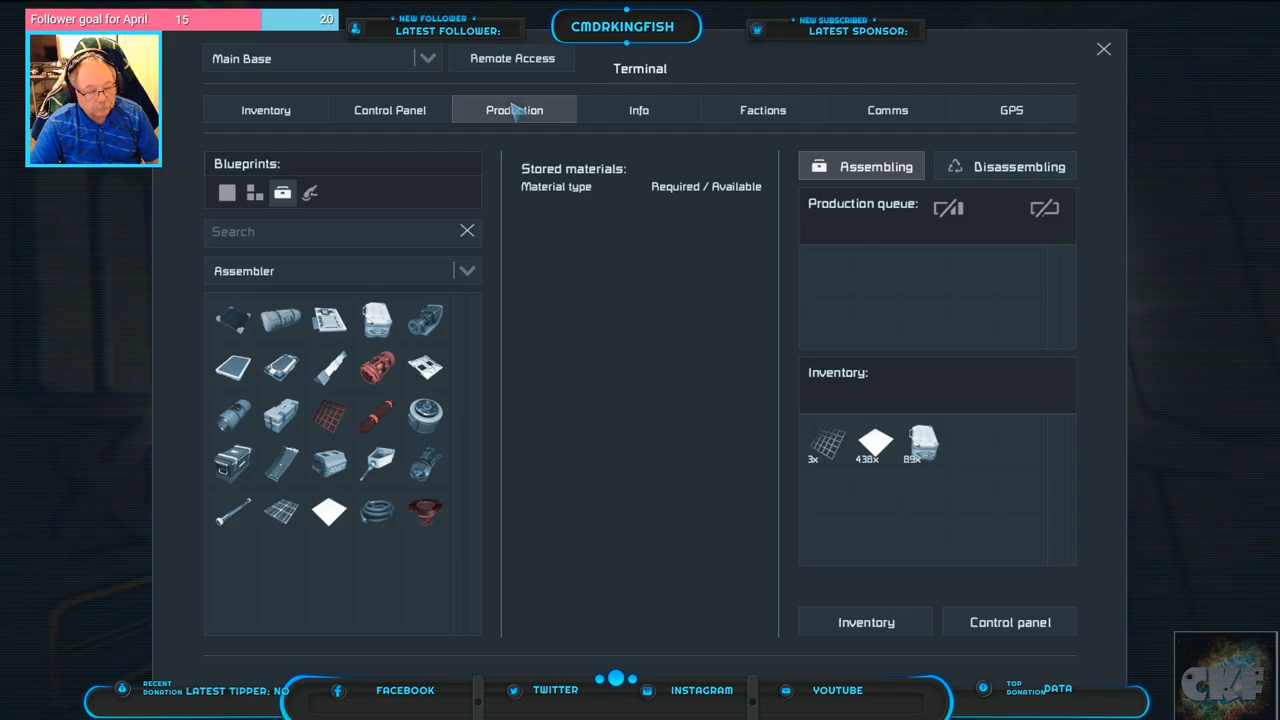 Follower goal for April 15 20
NEW FOLLOWER
LATEST FOLLOWER:
CMDRKINGFISH
NEW SUBSCRIBER
LATEST SPONSOR:
Main Base
Remote Access
Terminal
Inventory
Control Panel
Production
Info
Factions
Comms
GPS
Blueprints:
Search
Assembler
Stored materials:
Material type Required / Available
Assembling
Disassembling
Production queue:
Inventory:
3x 438x 89x
Inventory
Control panel
RECENT
DONATION LATEST TIPPER: NO
FACEBOOK
TWITTER
INSTAGRAM
YOUTUBE
TOP
DONATION DATA
CKF